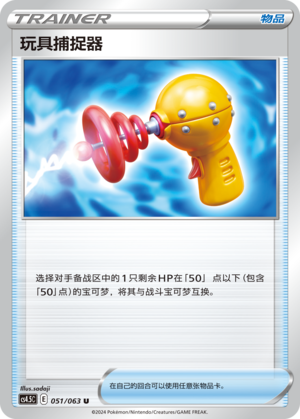 TRAINER 物品
玩具捕捉器
选择对手备战区中的1只剩余HP在「50」点以下(包含
「50」点)的宝可梦,将其与战斗宝可梦互换。
Illus.sadaji
CSV4.5C E 051/063 U
在自己的回合可以使用任意张物品卡。
©2024 Pokémon/Nintendo/Creatures/GAME FREAK.